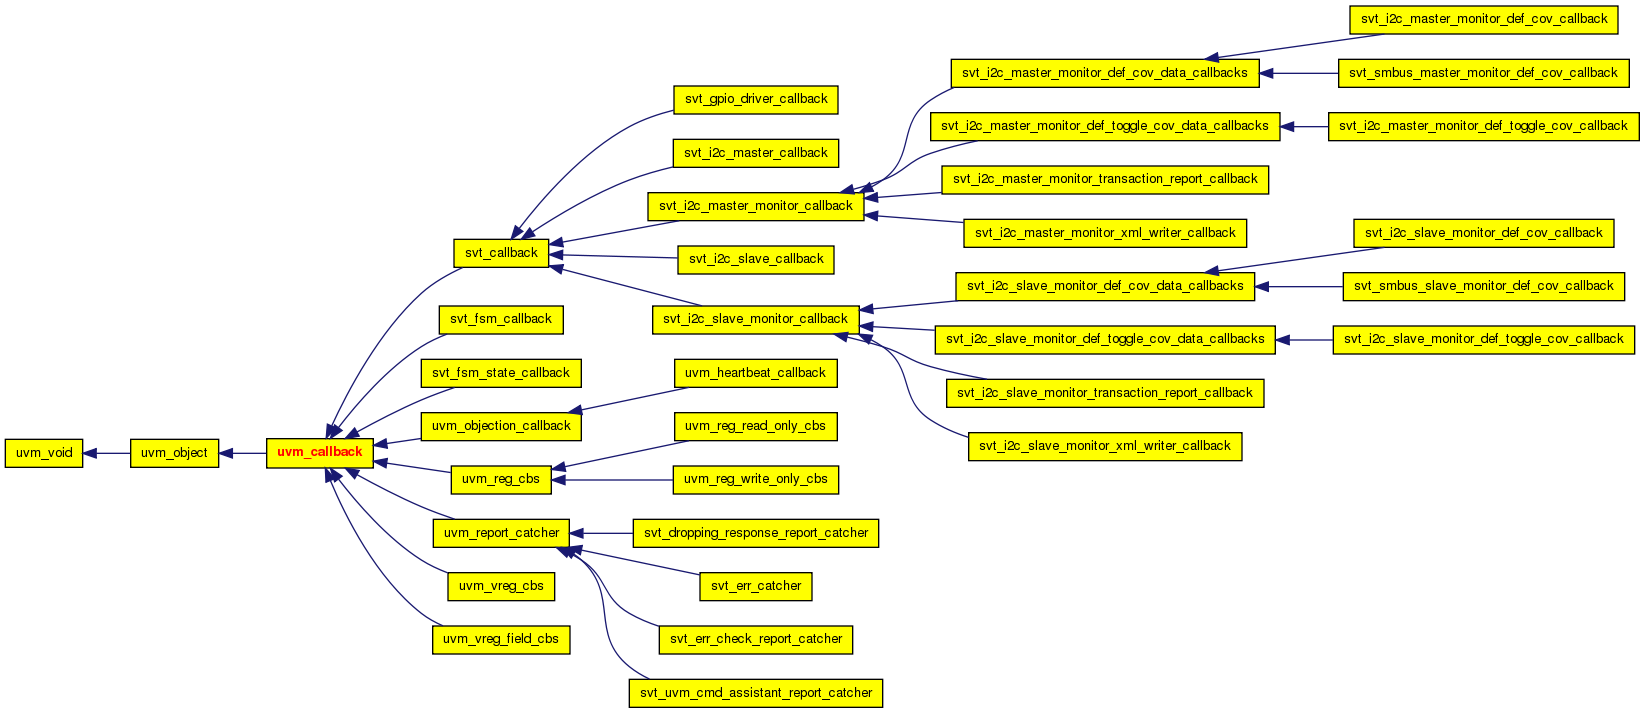 svt_i2c_master_monitor_def_cov_callback
svt_i2c_master_monitor_def_cov_data_callbacks
svt_smbus_master_monitor_def_cov_callback
svt_gpio_driver_callback
svt_i2c_master_monitor_def_toggle_cov_data_callbacks
svt_i2c_master_monitor_def_toggle_cov_callback
svt_i2c_master_callback
svt_i2c_master_monitor_transaction_report_callback
svt_i2c_master_monitor_callback
svt_i2c_master_monitor_xml_writer_callback
svt_i2c_slave_monitor_def_cov_callback
svt_callback
svt_i2c_slave_callback
svt_i2c_slave_monitor_def_cov_data_callbacks
svt_smbus_slave_monitor_def_cov_callback
svt_fsm_callback
svt_i2c_slave_monitor_callback
svt_i2c_slave_monitor_def_toggle_cov_data_callbacks
svt_i2c_slave_monitor_def_toggle_cov_callback
svt_fsm_state_callback
uvm_heartbeat_callback
svt_i2c_slave_monitor_transaction_report_callback
uvm_objection_callback
uvm_reg_read_only_cbs
svt_i2c_slave_monitor_xml_writer_callback
uvm_void
uvm_object
uvm_callback
uvm_reg_cbs
uvm_reg_write_only_cbs
uvm_report_catcher
svt_dropping_response_report_catcher
uvm_vreg_cbs
svt_err_catcher
uvm_vreg_field_cbs
svt_err_check_report_catcher
svt_uvm_cmd_assistant_report_catcher